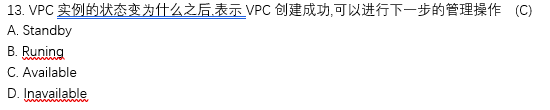 13. VPC 实例的状态变为什么之后,表示 VPC 创建成功,可以进行下一步的管理操作 (C)
A. Standby
B. Runing
C. Available
D. Inavailable